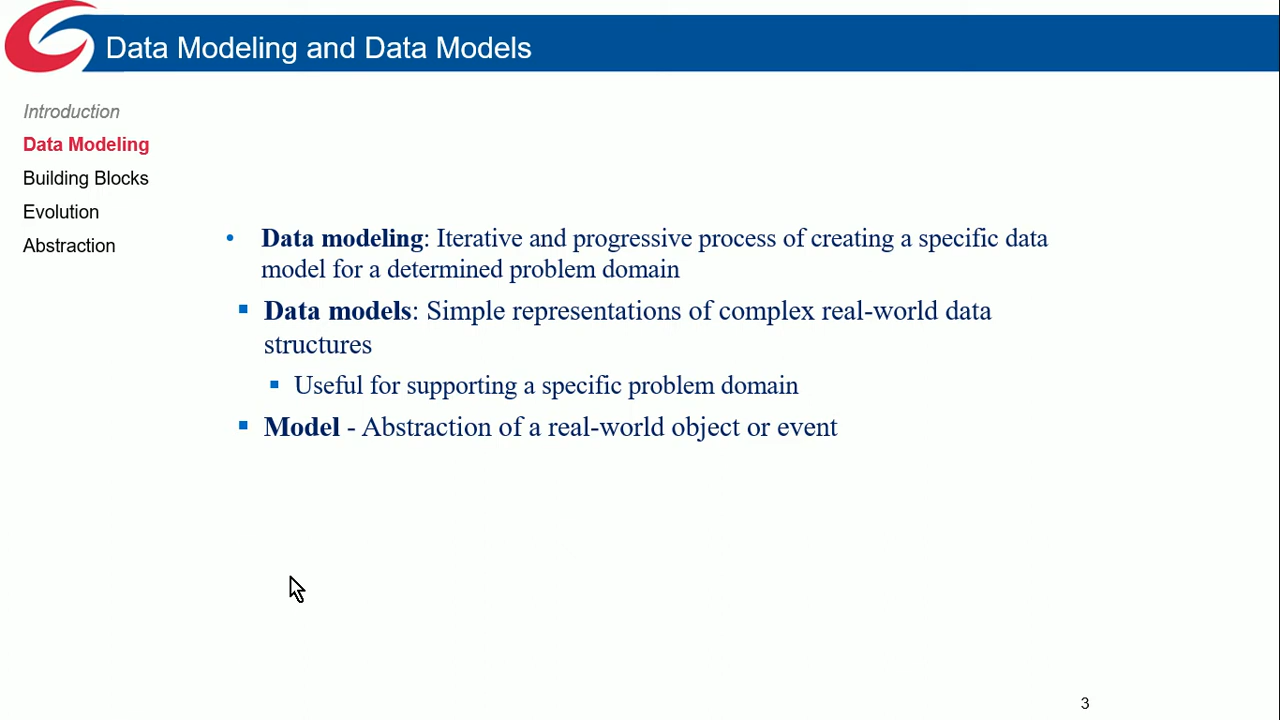 Data Modeling and Data Models
Introduction
Data Modeling
Building Blocks
Evolution
Abstraction
• Data modeling: Iterative and progressive process of creating a specific data
model for a determined problem domain
▪ Data models: Simple representations of complex real-world data
structures
▪ Useful for supporting a specific problem domain
▪ Model - Abstraction of a real-world object or event
3